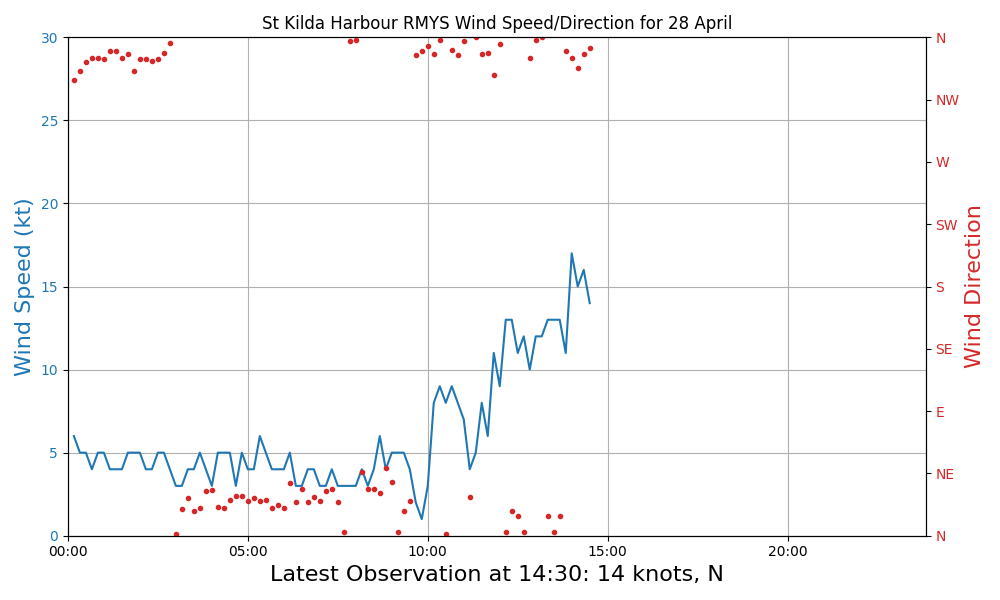 St Kilda Harbour RMYS Wind Speed/Direction for 28 April
30
25
20
15
10
5
0
Wind Speed (kt)
N
NW
W
SW
S
SE
E
NE
N
Wind Direction
00:00 05:00 10:00 15:00 20:00
Latest Observation at 14:30: 14 knots, N